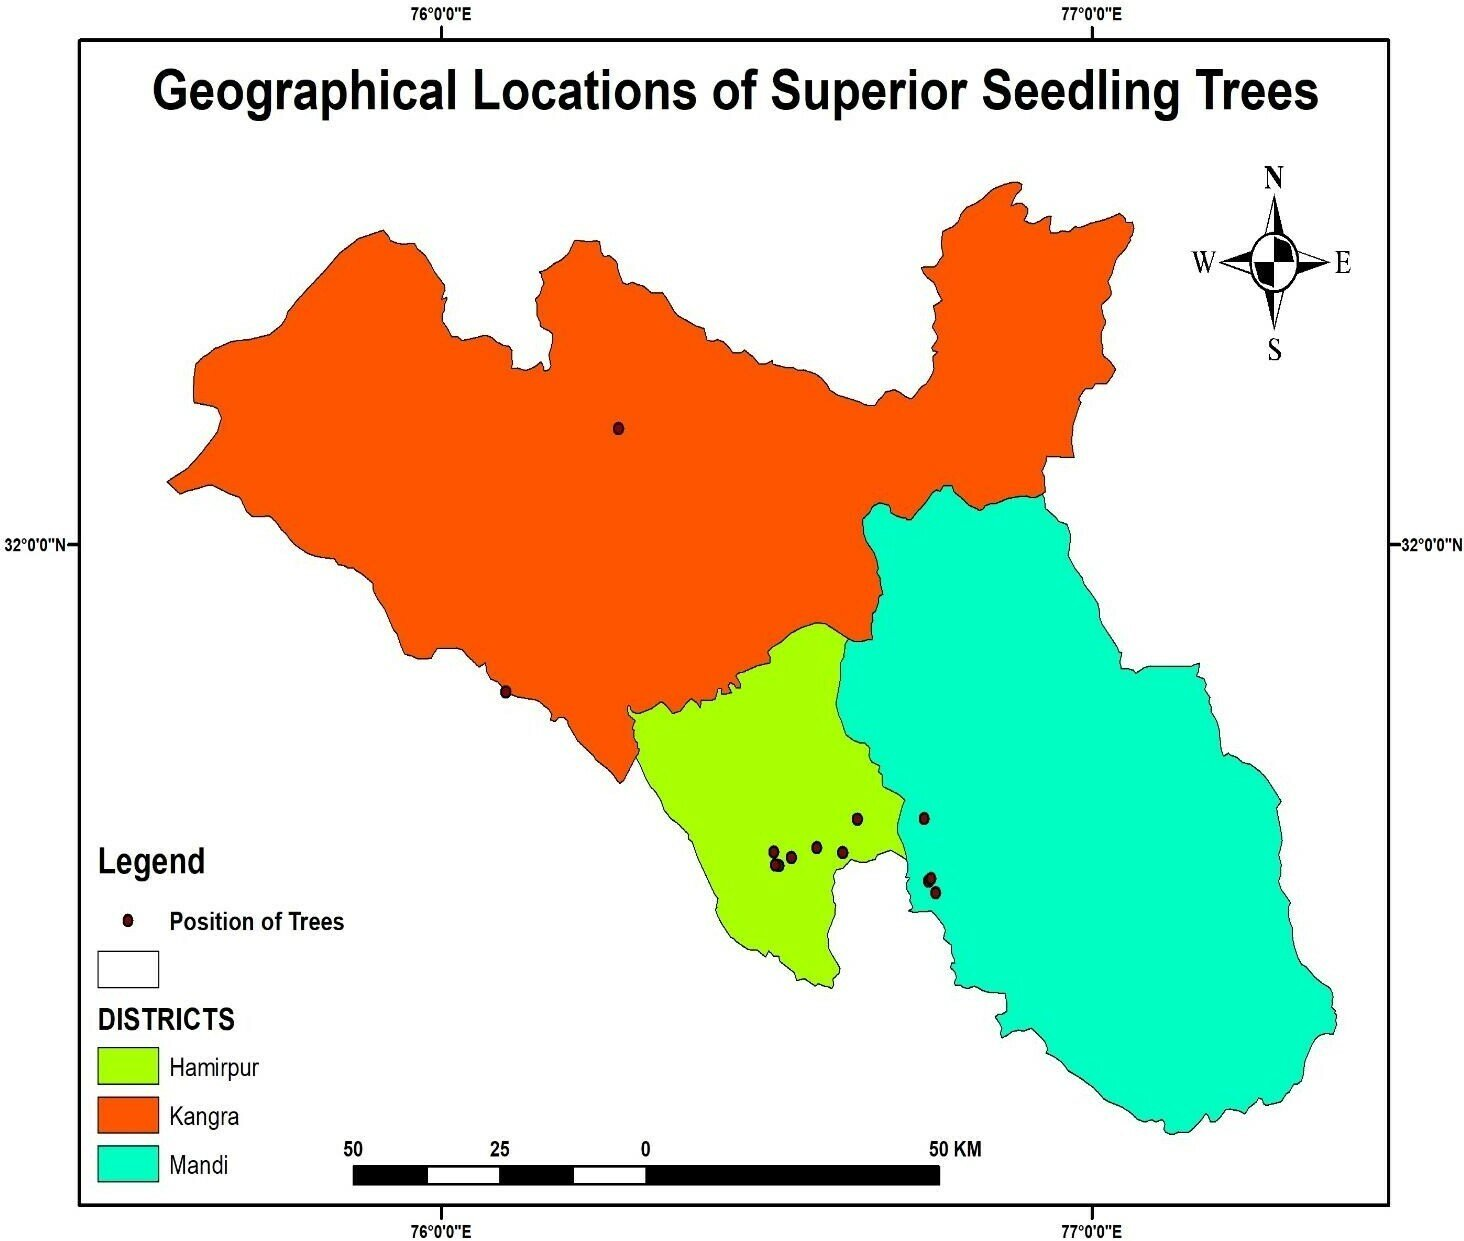 76°0'0"E 77°0'0"E
Geographical Locations of Superior Seedling Trees
N
W E
S
32°0'0"N 32°0'0"N
Legend
Position of Trees
DISTRICTS
Hamirpur
Kangra
Mandi
50 25 0 50 KM
76°0'0"E 77°0'0"E